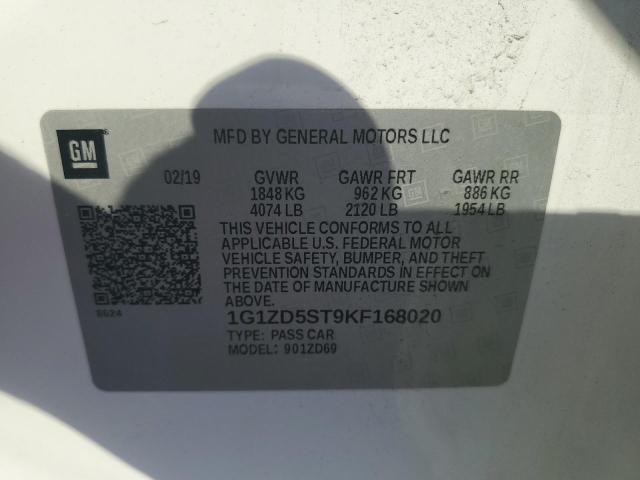 GM
MFD BY GENERAL MOTORS LLC
02/19 GVWR GAWR FRT GAWR RR
1848 KG 962 KG 886 KG
4074 LB 2120 LB 1954 LB
THIS VEHICLE CONFORMS TO ALL
APPLICABLE U.S. FEDERAL MOTOR
VEHICLE SAFETY, BUMPER, AND THEFT
PREVENTION STANDARDS IN EFFECT ON
THE DATE OF MANUFACTURE SHOWN
ABOVE.
6624
1G1ZD5ST9KF168020
TYPE: PASS CAR
MODEL: 901ZD69